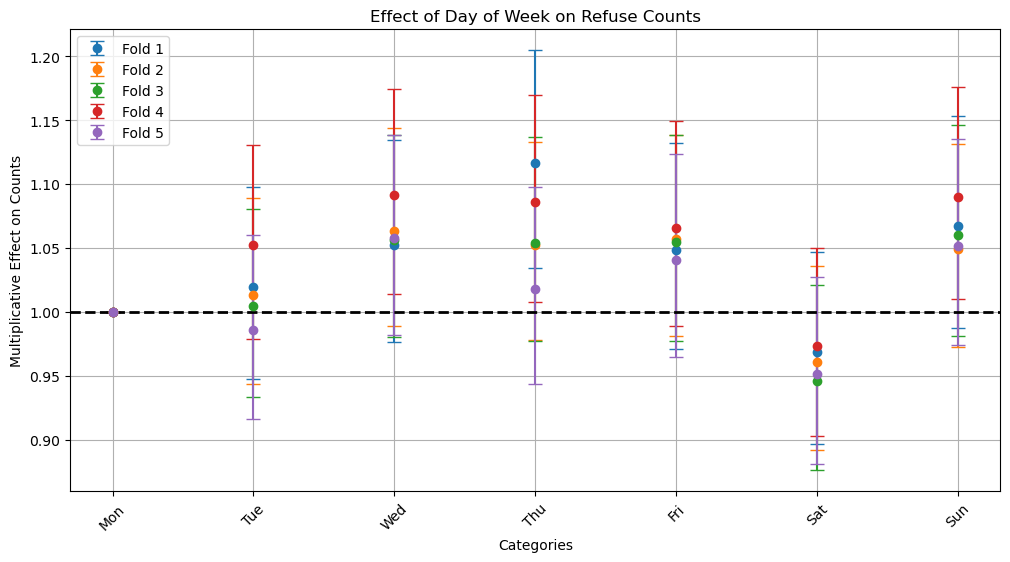 Effect of Day of Week on Refuse Counts
Multiplicative Effect on Counts
1.20
1.15
1.10
1.05
1.00
0.95
0.90
Fold 1
Fold 2
Fold 3
Fold 4
Fold 5
Mon
Tue
Wed
Thu
Fri
Sat
Sun
Categories